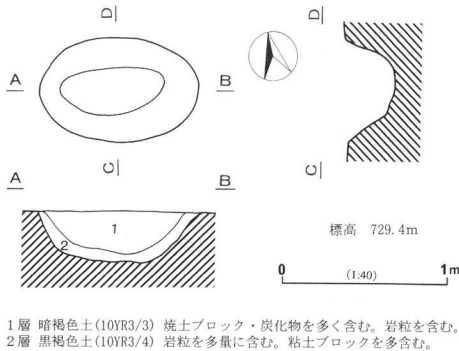 D D
A B
C C
A B
1
2
標高 729.4m
0 (1:40) 1m
1層 暗褐色土(10YR3/3) 焼土ブロック・炭化物を多く含む。岩粒を含む。
2層 黒褐色土(10YR3/4) 岩粒を多量に含む。粘土ブロックを多含む。